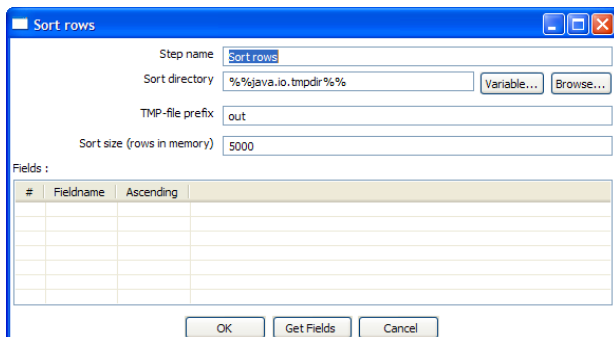 Sort rows
Step name Sort rows
Sort directory %%java.io.tmpdir%% Variable... Browse...
TMP-file prefix out
Sort size (rows in memory) 5000
Fields :
# Fieldname Ascending
OK Get Fields Cancel